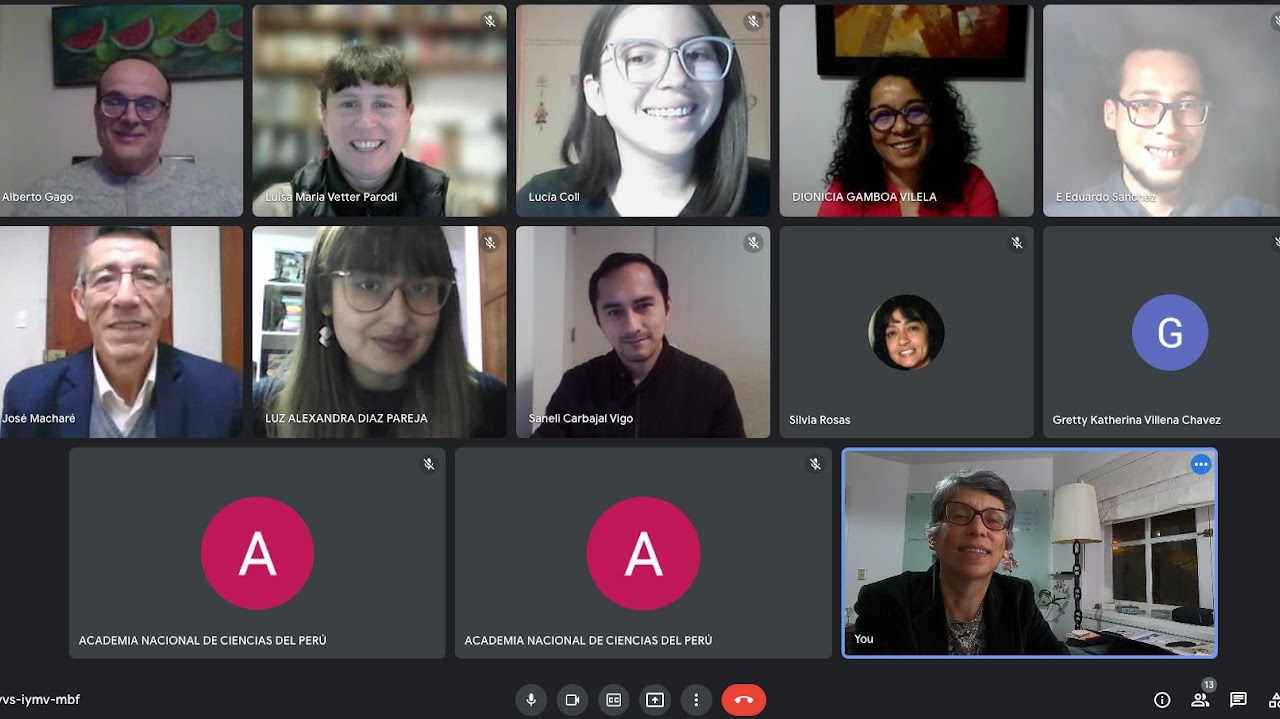 Alberto Gago
Luisa Maria Vetter Parodi
Lucía Coll
DIONICIA GAMBOA VILELA
E Eduardo Sanchez
José Macharé
LUZ ALEXANDRA DIAZ PAREJA
Saneli Carbajal Vigo
Silvia Rosas
G
Gretty Katherina Villena Chavez
A
ACADEMIA NACIONAL DE CIENCIAS DEL PERÚ
A
ACADEMIA NACIONAL DE CIENCIAS DEL PERÚ
You
vs-iymv-mbf
CC
13